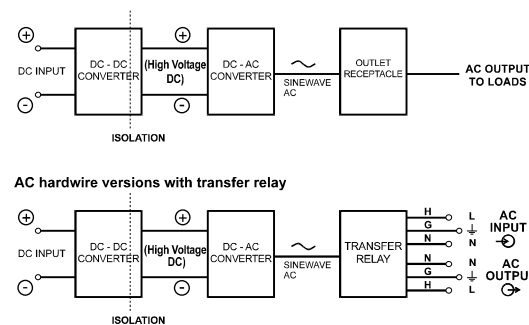 DC INPUT
DC - DC
CONVERTER
(High Voltage
DC)
DC - AC
CONVERTER
SINEWAVE
AC
OUTLET
RECEPTACLE
AC OUTPUT
TO LOADS
ISOLATION
AC hardwire versions with transfer relay
DC INPUT
DC - DC
CONVERTER
(High Voltage
DC)
DC - AC
CONVERTER
SINEWAVE
AC
TRANSFER
RELAY
H L
G
N N
AC
INPUT
N N
G
H L
AC
OUTPU
ISOLATION